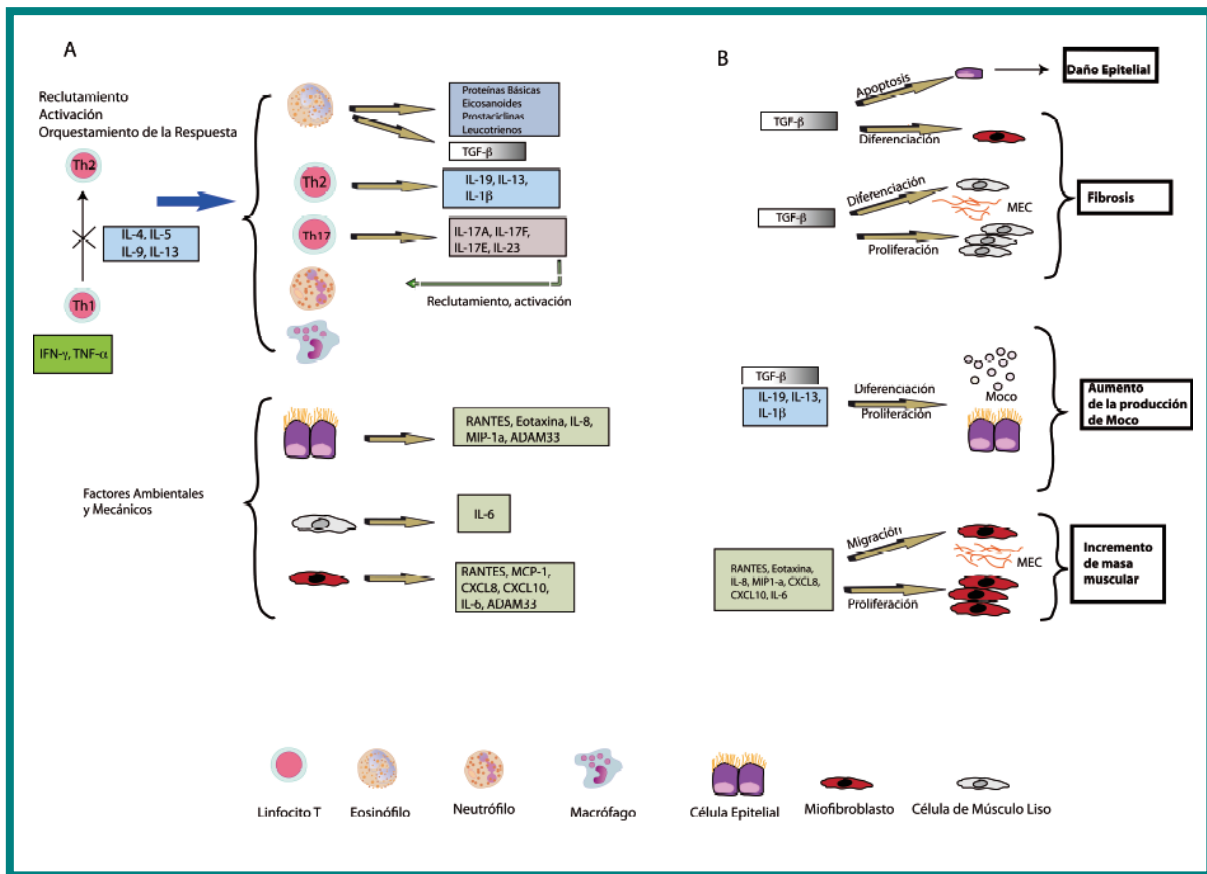 A
Reclutamiento
Activación
Orquestamiento de la Respuesta
Th2
IL-4, IL-5
IL-9, IL-13
Th1
IFN-γ, TNF-α
Proteínas Básicas
Eicosanoides
Prostaciclinas
Leucotrienos
TGF-β
Th2
IL-19, IL-13,
IL-1β
Th17
IL-17A, IL-17F,
IL-17E, IL-23
Reclutamiento, activación
Factores Ambientales
y Mecánicos
RANTES, Eotaxina, IL-8,
MIP-1a, ADAM33
IL-6
RANTES, MCP-1,
CXCL8, CXCL10,
IL-6, ADAM33
B
TGF-β
Apoptosis
Daño Epitelial
Diferenciación
TGF-β
Diferenciación
MEC
Proliferación
Fibrosis
TGF-β
IL-19, IL-13,
IL-1β
Diferenciación
Proliferación
Moco
Aumento
de la producción
de Moco
RANTES, Eotaxina,
IL-8, MIP1-a, CXCL8,
CXCL10, IL-6
Migración
MEC
Proliferación
Incremento
de masa
muscular
Linfocito T
Eosinófilo
Neutrófilo
Macrófago
Célula Epitelial
Miofibroblasto
Célula de Músculo Liso